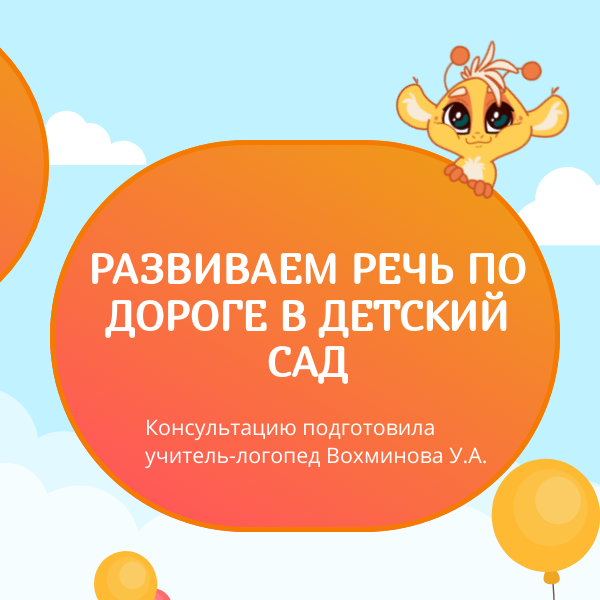 РАЗВИВАЕМ РЕЧЬ ПО
ДОРОГЕ В ДЕТСКИЙ
САД
Консультацию подготовила
учитель-логопед Вохминова У.А.